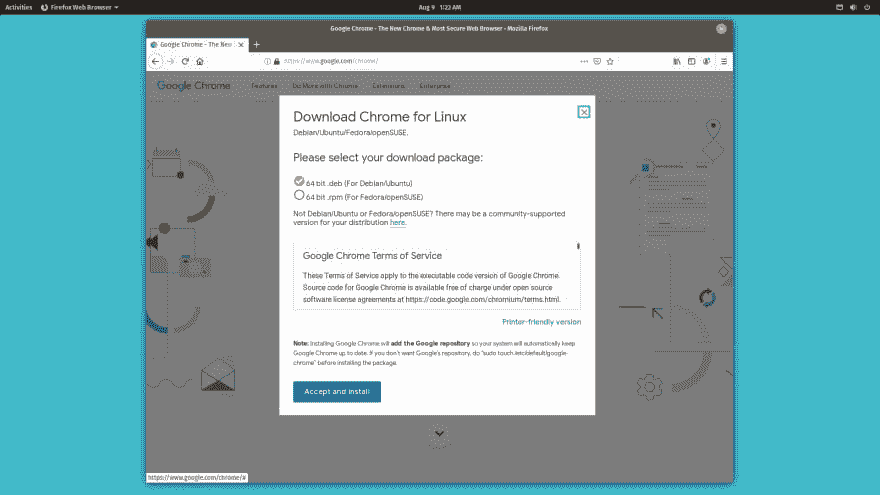 Activities Firefox Web Browser Aug 9 1:22 AM
Google Chrome - The New Chrome & Most Secure Web Browser - Mozilla Firefox
Google Chrome - The New
https://www.google.com/chrome/
Google Chrome Features Do More with Chrome Extensions Enterprise
Download Chrome for Linux
Debian/Ubuntu/Fedora/openSUSE.
Please select your download package:
64 bit .deb (For Debian/Ubuntu)
64 bit .rpm (For Fedora/openSUSE)
Not Debian/Ubuntu or Fedora/openSUSE? There may be a community-supported
version for your distribution here.
Google Chrome Terms of Service
These Terms of Service apply to the executable code version of Google Chrome.
Source code for Google Chrome is available free of charge under open source
software license agreements at https://code.google.com/chromium/terms.html.
Printer-friendly version
Note: Installing Google Chrome will add the Google repository so your system will automatically keep
Google Chrome up to date. If you don't want Google's repository, do "sudo touch /etc/default/google-
chrome" before installing the package.
Accept and Install
https://www.google.com/chrome/#